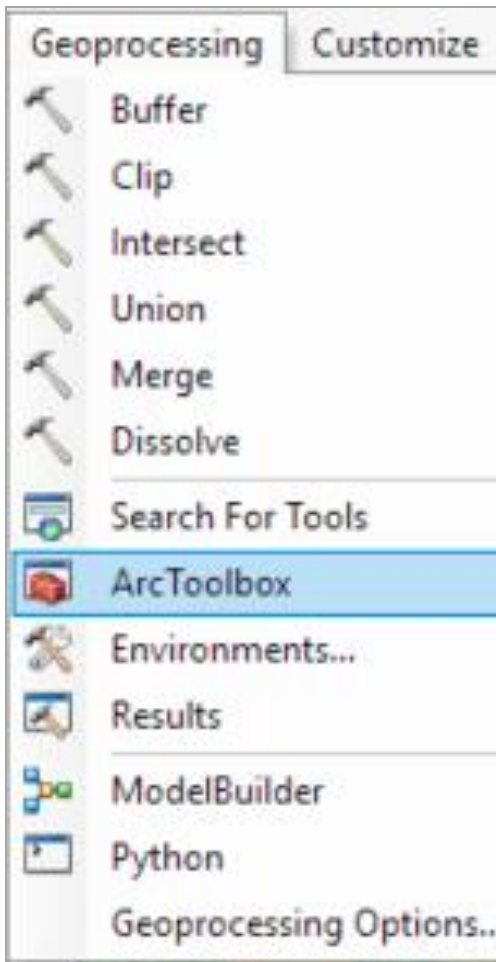 Geoprocessing Customize
Buffer
Clip
Intersect
Union
Merge
Dissolve
Search For Tools
ArcToolbox
Environments...
Results
ModelBuilder
Python
Geoprocessing Options..